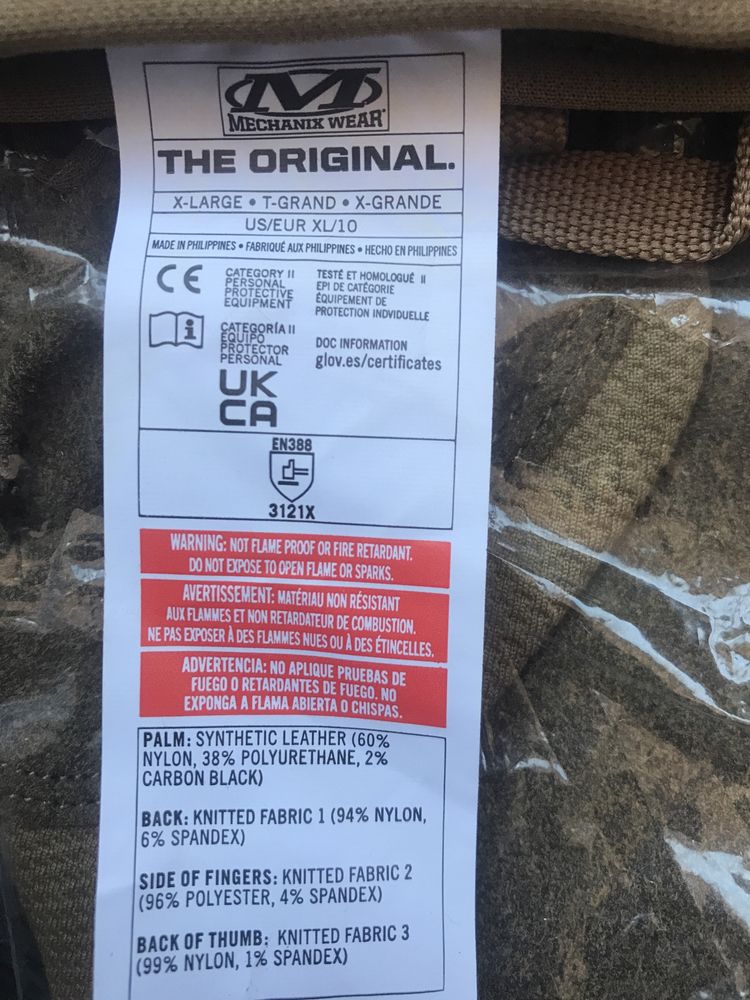 M
MECHANIX WEAR
THE ORIGINAL.
X-LARGE • T-GRAND • X-GRANDE
US/EUR XL/10
MADE IN PHILIPPINES • FABRIQUÉ AUX PHILIPPINES • HECHO EN PHILIPPINES
CE
CATEGORY II
PERSONAL
PROTECTIVE
EQUIPMENT
TESTÉ ET HOMOLOGUÉ II
EPI DE CATÉGORIE
ÉQUIPEMENT DE
PROTECTION INDVIDUELLE
i
CATEGORÍA II
EQUIPO
PROTECTOR
PERSONAL
DOC INFORMATION
glov.es/certificates
UK
CA
EN388
3121X
WARNING: NOT FLAME PROOF OR FIRE RETARDANT.
DO NOT EXPOSE TO OPEN FLAME OR SPARKS.
AVERTISSEMENT: MATÉRIAU NON RÉSISTANT
AUX FLAMMES ET NON RETARDATEUR DE COMBUSTION.
NE PAS EXPOSER À DES FLAMMES NUES OU À DES ÉTINCELLES.
ADVERTENCIA: NO APLIQUE PRUEBAS DE
FUEGO O RETARDANTES DE FUEGO. NO
EXPONGA A FLAMA ABIERTA O CHISPAS.
PALM: SYNTHETIC LEATHER (60%
NYLON, 38% POLYURETHANE, 2%
CARBON BLACK)
BACK: KNITTED FABRIC 1 (94% NYLON,
6% SPANDEX)
SIDE OF FINGERS: KNITTED FABRIC 2
(96% POLYESTER, 4% SPANDEX)
BACK OF THUMB: KNITTED FABRIC 3
(99% NYLON, 1% SPANDEX)